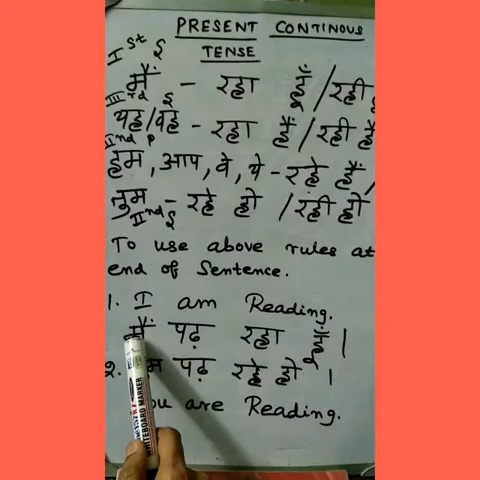 PRESENT CONTINOUS
TENSE
Ist S
मैं - रहा हूँ / रही
IIIrd S
यह/वह - रहा है / रही है
IInd P
हम, आप, वे, ये - रहे हैं /
तुम - रहे हो / रही हो
IInd S
To use above rules at
end of Sentence.
1. I am Reading.
मैं पढ़ रहा हूँ |
2. पढ़ रहे हो |
You are Reading.
WHITEBOARD MARKER